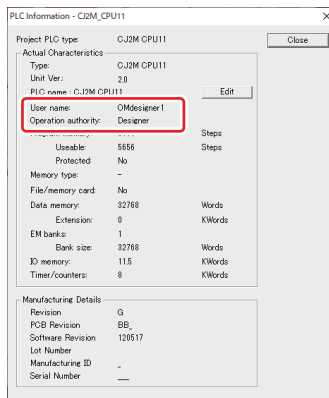 PLC Information - CJ2M_CPU11
Project PLC type: CJ2M CPU11 Close
Actual Characteristics
Type: CJ2M CPU11
Unit Ver.: 2.0
PLC name : CJ2M CPU11 Edit
User name: OMdesigner1
Operation authority: Designer
Steps
Useable: 5656 Steps
Protected: No
Memory type: -
File/memory card: No
Data memory: 32768 Words
Extension: 0 KWords
EM banks: 1
Bank size: 32768 Words
IO memory: 11.5 KWords
Timer/counters: 8 KWords
Manufacturing Details
Revision G
PCB Revision BB_
Software Revision 120517
Lot Number
Manufacturing ID _
Serial Number __